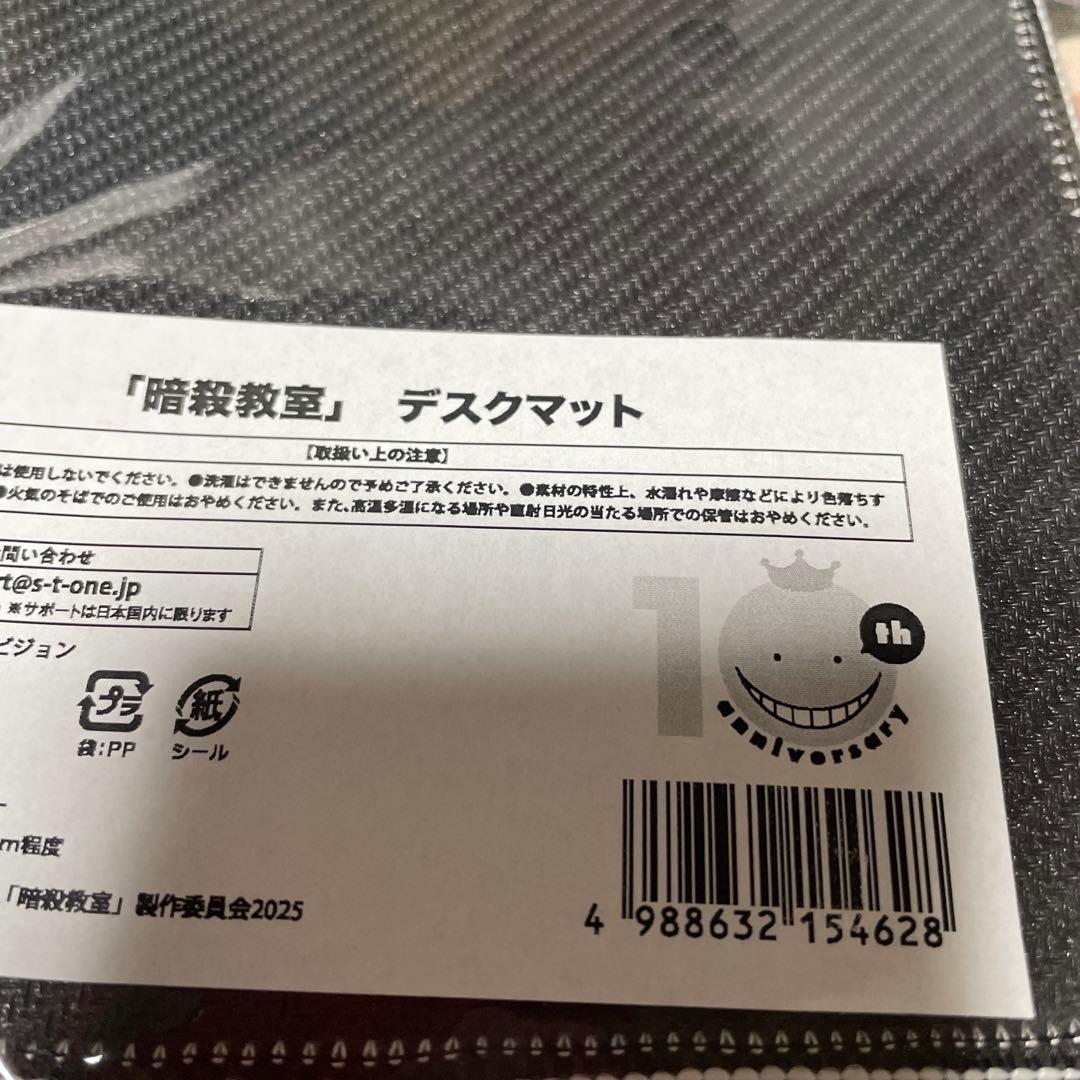 「暗殺教室」 デスクマット
【取扱い上の注意】
は使用しないでください。●洗濯はできませんので予めご了承ください。●素材の特性上、水濡れや摩擦などにより色落ちす
●火気のそばでのご使用はおやめください。また、高温多湿になる場所や直射日光の当たる場所での保管はおやめください。
問い合わせ
rt@s-t-one.jp
※サポートは日本国内に限ります
ビジョン
プラ
紙
袋:PP
シール
10th
anniversary
m程度
「暗殺教室」製作委員会2025
4 988632 154628